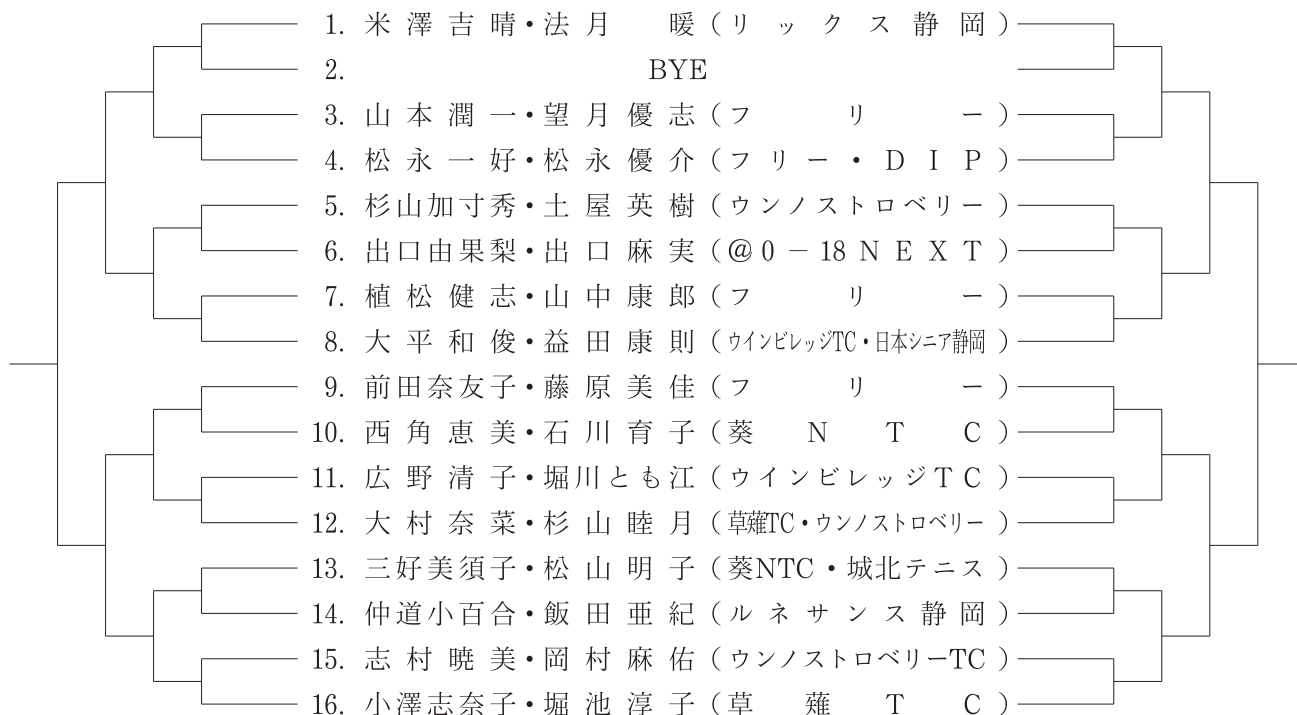 1. 米澤吉晴・法月　暖（リックス静岡）
2. BYE
3. 山本潤一・望月優志（フリー）
4. 松永一好・松永優介（フリー・DIP）
5. 杉山加寸秀・土屋英樹（ウンノストロベリー）
6. 出口由果梨・出口麻実（@0－18NEXT）
7. 植松健志・山中康郎（フリー）
8. 大平和俊・益田康則（ウインビレッジTC・日本シニア静岡）
9. 前田奈友子・藤原美佳（フリー）
10. 西角恵美・石川育子（葵NTC）
11. 広野清子・堀川とも江（ウインビレッジTC）
12. 大村奈菜・杉山睦月（草薙TC・ウンノストロベリー）
13. 三好美須子・松山明子（葵NTC・城北テニス）
14. 仲道小百合・飯田亜紀（ルネサンス静岡）
15. 志村暁美・岡村麻佑（ウンノストロベリーTC）
16. 小澤志奈子・堀池淳子（草薙TC）